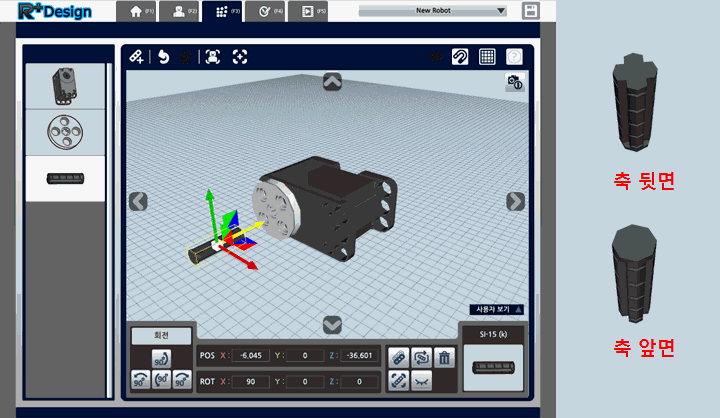 R+Design
(F1)
(F2)
(F3)
(F4)
(F5)
New Robot
사용자 보기
회전
90°
90°
90°
90°
POS X: -6.045 Y: 0 Z: -36.601
ROT X: 90 Y: 0 Z: 0
SI-15 (k)
축 뒷면
축 앞면